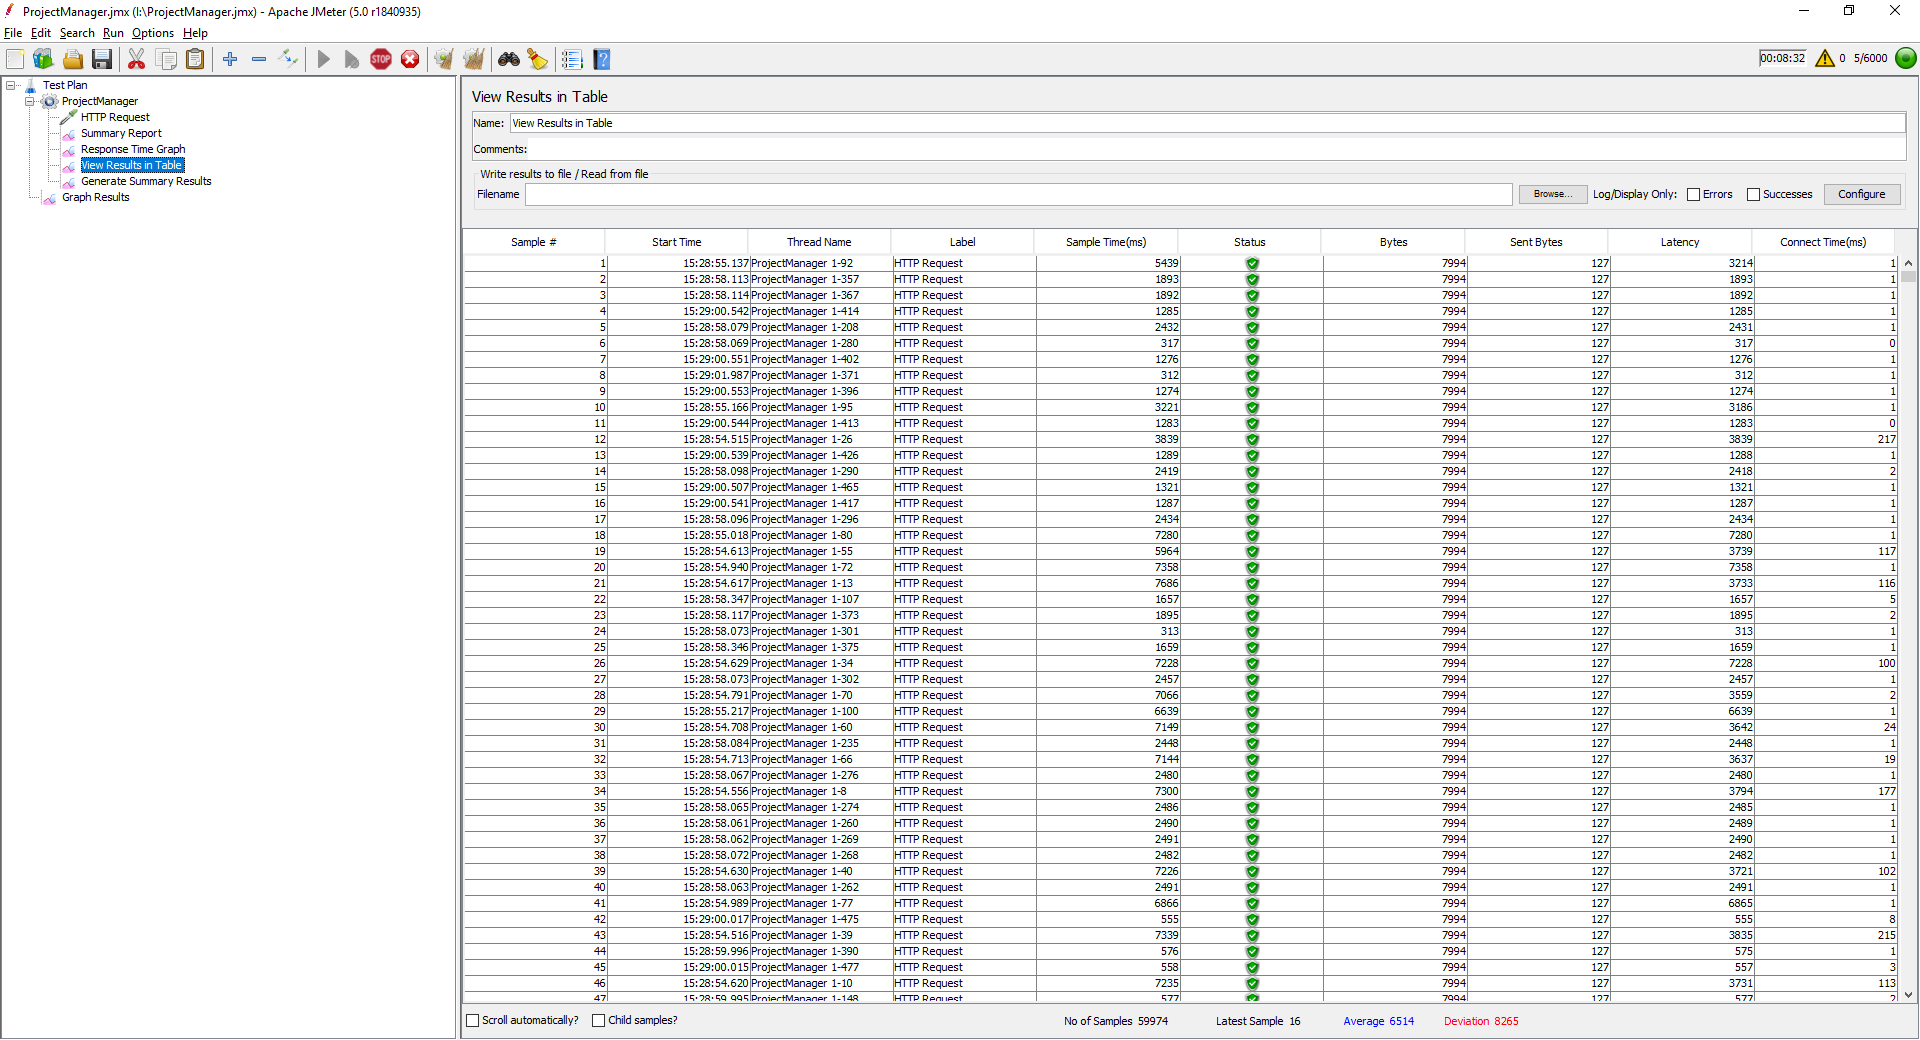 ProjectManager.jmx (I:\ProjectManager.jmx) - Apache JMeter (5.0 r1840935)
File Edit Search Run Options Help
STOP 00:08:32 0 5/6000
Test Plan
ProjectManager
HTTP Request
Summary Report
Response Time Graph
View Results in Table
Generate Summary Results
Graph Results
View Results in Table
Name: View Results in Table
Comments:
Write results to file / Read from file
Filename Browse... Log/Display Only: Errors Successes Configure
Sample # Start Time Thread Name Label Sample Time(ms) Status Bytes Sent Bytes Latency Connect Time(ms)
1 15:28:55.137 ProjectManager 1-92 HTTP Request 5439 7994 127 3214 1
2 15:28:58.113 ProjectManager 1-357 HTTP Request 1893 7994 127 1893 1
3 15:28:58.114 ProjectManager 1-367 HTTP Request 1892 7994 127 1892 1
4 15:29:00.542 ProjectManager 1-414 HTTP Request 1285 7994 127 1285 1
5 15:28:58.079 ProjectManager 1-208 HTTP Request 2432 7994 127 2431 1
6 15:28:58.069 ProjectManager 1-280 HTTP Request 317 7994 127 317 0
7 15:29:00.551 ProjectManager 1-402 HTTP Request 1276 7994 127 1276 1
8 15:29:01.987 ProjectManager 1-371 HTTP Request 312 7994 127 312 1
9 15:29:00.553 ProjectManager 1-396 HTTP Request 1274 7994 127 1274 1
10 15:28:55.166 ProjectManager 1-95 HTTP Request 3221 7994 127 3186 1
11 15:29:00.544 ProjectManager 1-413 HTTP Request 1283 7994 127 1283 0
12 15:28:54.515 ProjectManager 1-26 HTTP Request 3839 7994 127 3839 217
13 15:29:00.539 ProjectManager 1-426 HTTP Request 1289 7994 127 1288 1
14 15:28:58.098 ProjectManager 1-290 HTTP Request 2419 7994 127 2418 2
15 15:29:00.507 ProjectManager 1-465 HTTP Request 1321 7994 127 1321 1
16 15:29:00.541 ProjectManager 1-417 HTTP Request 1287 7994 127 1287 1
17 15:28:58.096 ProjectManager 1-296 HTTP Request 2434 7994 127 2434 1
18 15:28:55.018 ProjectManager 1-80 HTTP Request 7280 7994 127 7280 1
19 15:28:54.613 ProjectManager 1-55 HTTP Request 5964 7994 127 3739 117
20 15:28:54.940 ProjectManager 1-72 HTTP Request 7358 7994 127 7358 1
21 15:28:54.617 ProjectManager 1-13 HTTP Request 7686 7994 127 3733 116
22 15:28:58.347 ProjectManager 1-107 HTTP Request 1657 7994 127 1657 5
23 15:28:58.117 ProjectManager 1-373 HTTP Request 1895 7994 127 1895 2
24 15:28:58.073 ProjectManager 1-301 HTTP Request 313 7994 127 313 1
25 15:28:58.346 ProjectManager 1-375 HTTP Request 1659 7994 127 1659 1
26 15:28:54.629 ProjectManager 1-34 HTTP Request 7228 7994 127 7228 100
27 15:28:58.073 ProjectManager 1-302 HTTP Request 2457 7994 127 2457 1
28 15:28:54.791 ProjectManager 1-70 HTTP Request 7066 7994 127 3559 2
29 15:28:55.217 ProjectManager 1-100 HTTP Request 6639 7994 127 6639 1
30 15:28:54.708 ProjectManager 1-60 HTTP Request 7149 7994 127 3642 24
31 15:28:58.084 ProjectManager 1-235 HTTP Request 2448 7994 127 2448 1
32 15:28:54.713 ProjectManager 1-66 HTTP Request 7144 7994 127 3637 19
33 15:28:58.067 ProjectManager 1-276 HTTP Request 2480 7994 127 2480 1
34 15:28:54.556 ProjectManager 1-8 HTTP Request 7300 7994 127 3794 177
35 15:28:58.065 ProjectManager 1-274 HTTP Request 2486 7994 127 2485 1
36 15:28:58.061 ProjectManager 1-260 HTTP Request 2490 7994 127 2489 1
37 15:28:58.062 ProjectManager 1-269 HTTP Request 2491 7994 127 2490 1
38 15:28:58.072 ProjectManager 1-268 HTTP Request 2482 7994 127 2482 1
39 15:28:54.630 ProjectManager 1-40 HTTP Request 7226 7994 127 3721 102
40 15:28:58.063 ProjectManager 1-262 HTTP Request 2491 7994 127 2491 1
41 15:28:54.989 ProjectManager 1-77 HTTP Request 6866 7994 127 6865 1
42 15:29:00.017 ProjectManager 1-475 HTTP Request 555 7994 127 555 8
43 15:28:54.516 ProjectManager 1-39 HTTP Request 7339 7994 127 3835 215
44 15:28:59.996 ProjectManager 1-390 HTTP Request 576 7994 127 575 1
45 15:29:00.015 ProjectManager 1-477 HTTP Request 558 7994 127 557 3
46 15:28:54.620 ProjectManager 1-10 HTTP Request 7235 7994 127 3731 113
47 15:28:59.995 ProjectManager 1-148 HTTP Request 577 7994 127 577 2
Scroll automatically? Child samples? No of Samples 59974 Latest Sample 16 Average 6514 Deviation 8265